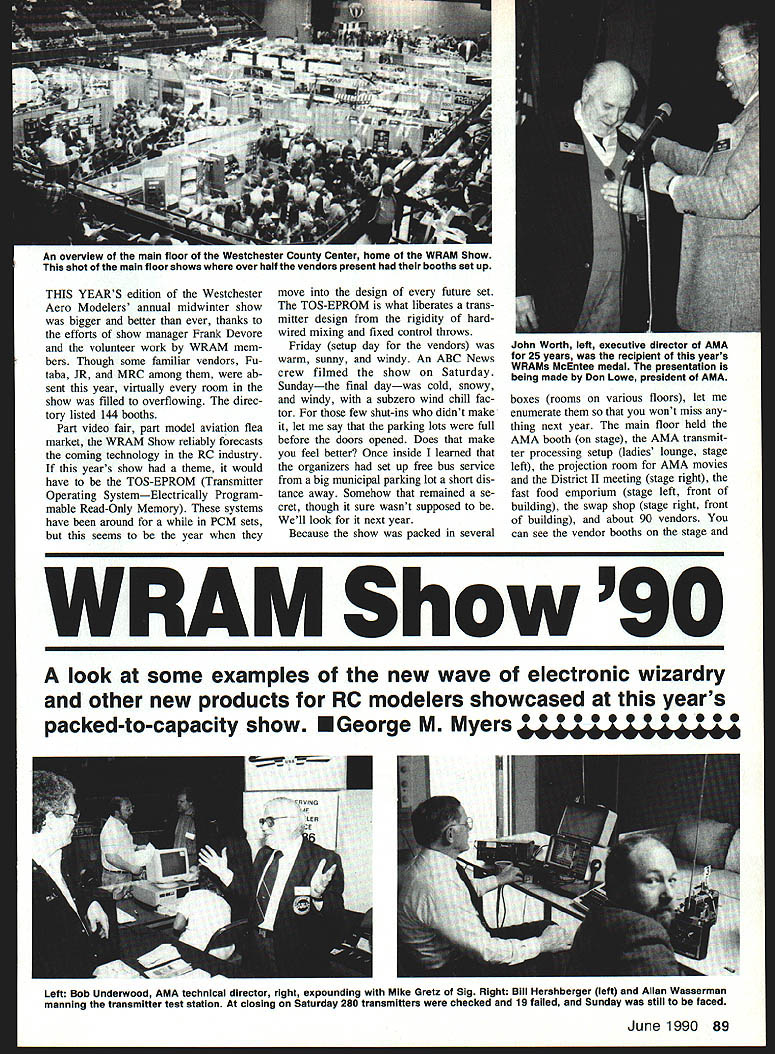 An overview of the main floor of the Westchester County Center, home of the WRAM Show.
This shot of the main floor shows where over half the vendors present had their booths set up.
John Worth, left, executive director of AMA
for 25 years, was the recipient of this year's
WRAMs McEntee medal. The presentation is
being made by Don Lowe, president of AMA.
THIS YEAR'S edition of the Westchester
Aero Modelers' annual midwinter show
was bigger and better than ever, thanks to
the efforts of show manager Frank Devore
and the volunteer work by WRAM mem-
bers. Though some familiar vendors, Fu-
taba, JR, and MRC among them, were ab-
sent this year, virtually every room in the
show was filled to overflowing. The direc-
tory listed 144 booths.
Part video fair, part model aviation flea
market, the WRAM Show reliably forecasts
the coming technology in the RC industry.
If this year's show had a theme, it would
have to be the TOS-EPROM (Transmitter
Operating System—Electrically Program-
mable Read-Only Memory). These systems
have been around for a while in PCM sets,
but this seems to be the year when they
move into the design of every future set.
The TOS-EPROM is what liberates a trans-
mitter design from the rigidity of hard-
wired mixing and fixed control throws.
Friday (setup day for the vendors) was
warm, sunny, and windy. An ABC News
crew filmed the show on Saturday.
Sunday—the final day—was cold, snowy,
and windy, with a subzero wind chill fac-
tor. For those few shut-ins who didn't make
it, let me say that the parking lots were full
before the doors opened. Does that make
you feel better? Once inside I learned that
the organizers had set up free bus service
from a big municipal parking lot a short dis-
tance away. Somehow that remained a se-
cret, though it sure wasn't supposed to be.
We'll look for it next year.
Because the show was packed in several
boxes (rooms on various floors), let me
enumerate them so that you won't miss any-
thing next year. The main floor held the
AMA booth (on stage), the AMA transmit-
ter processing setup (ladies' lounge, stage
left), the projection room for AMA movies
and the District II meeting (stage right), the
fast food emporium (stage left, front of
building), the swap shop (stage right, front
of building), and about 90 vendors. You
can see the vendor booths on the stage and
WRAM Show '90
A look at some examples of the new wave of electronic wizardry
and other new products for RC modelers showcased at this year's
packed-to-capacity show. ■George M. Myers
Left: Bob Underwood, AMA technical director, right, expounding with Mike Gretz of Sig. Right: Bill Hershberger (left) and Allan Wasserman
manning the transmitter test station. At closing on Saturday 280 transmitters were checked and 19 failed, and Sunday was still to be faced.
June 1990 89